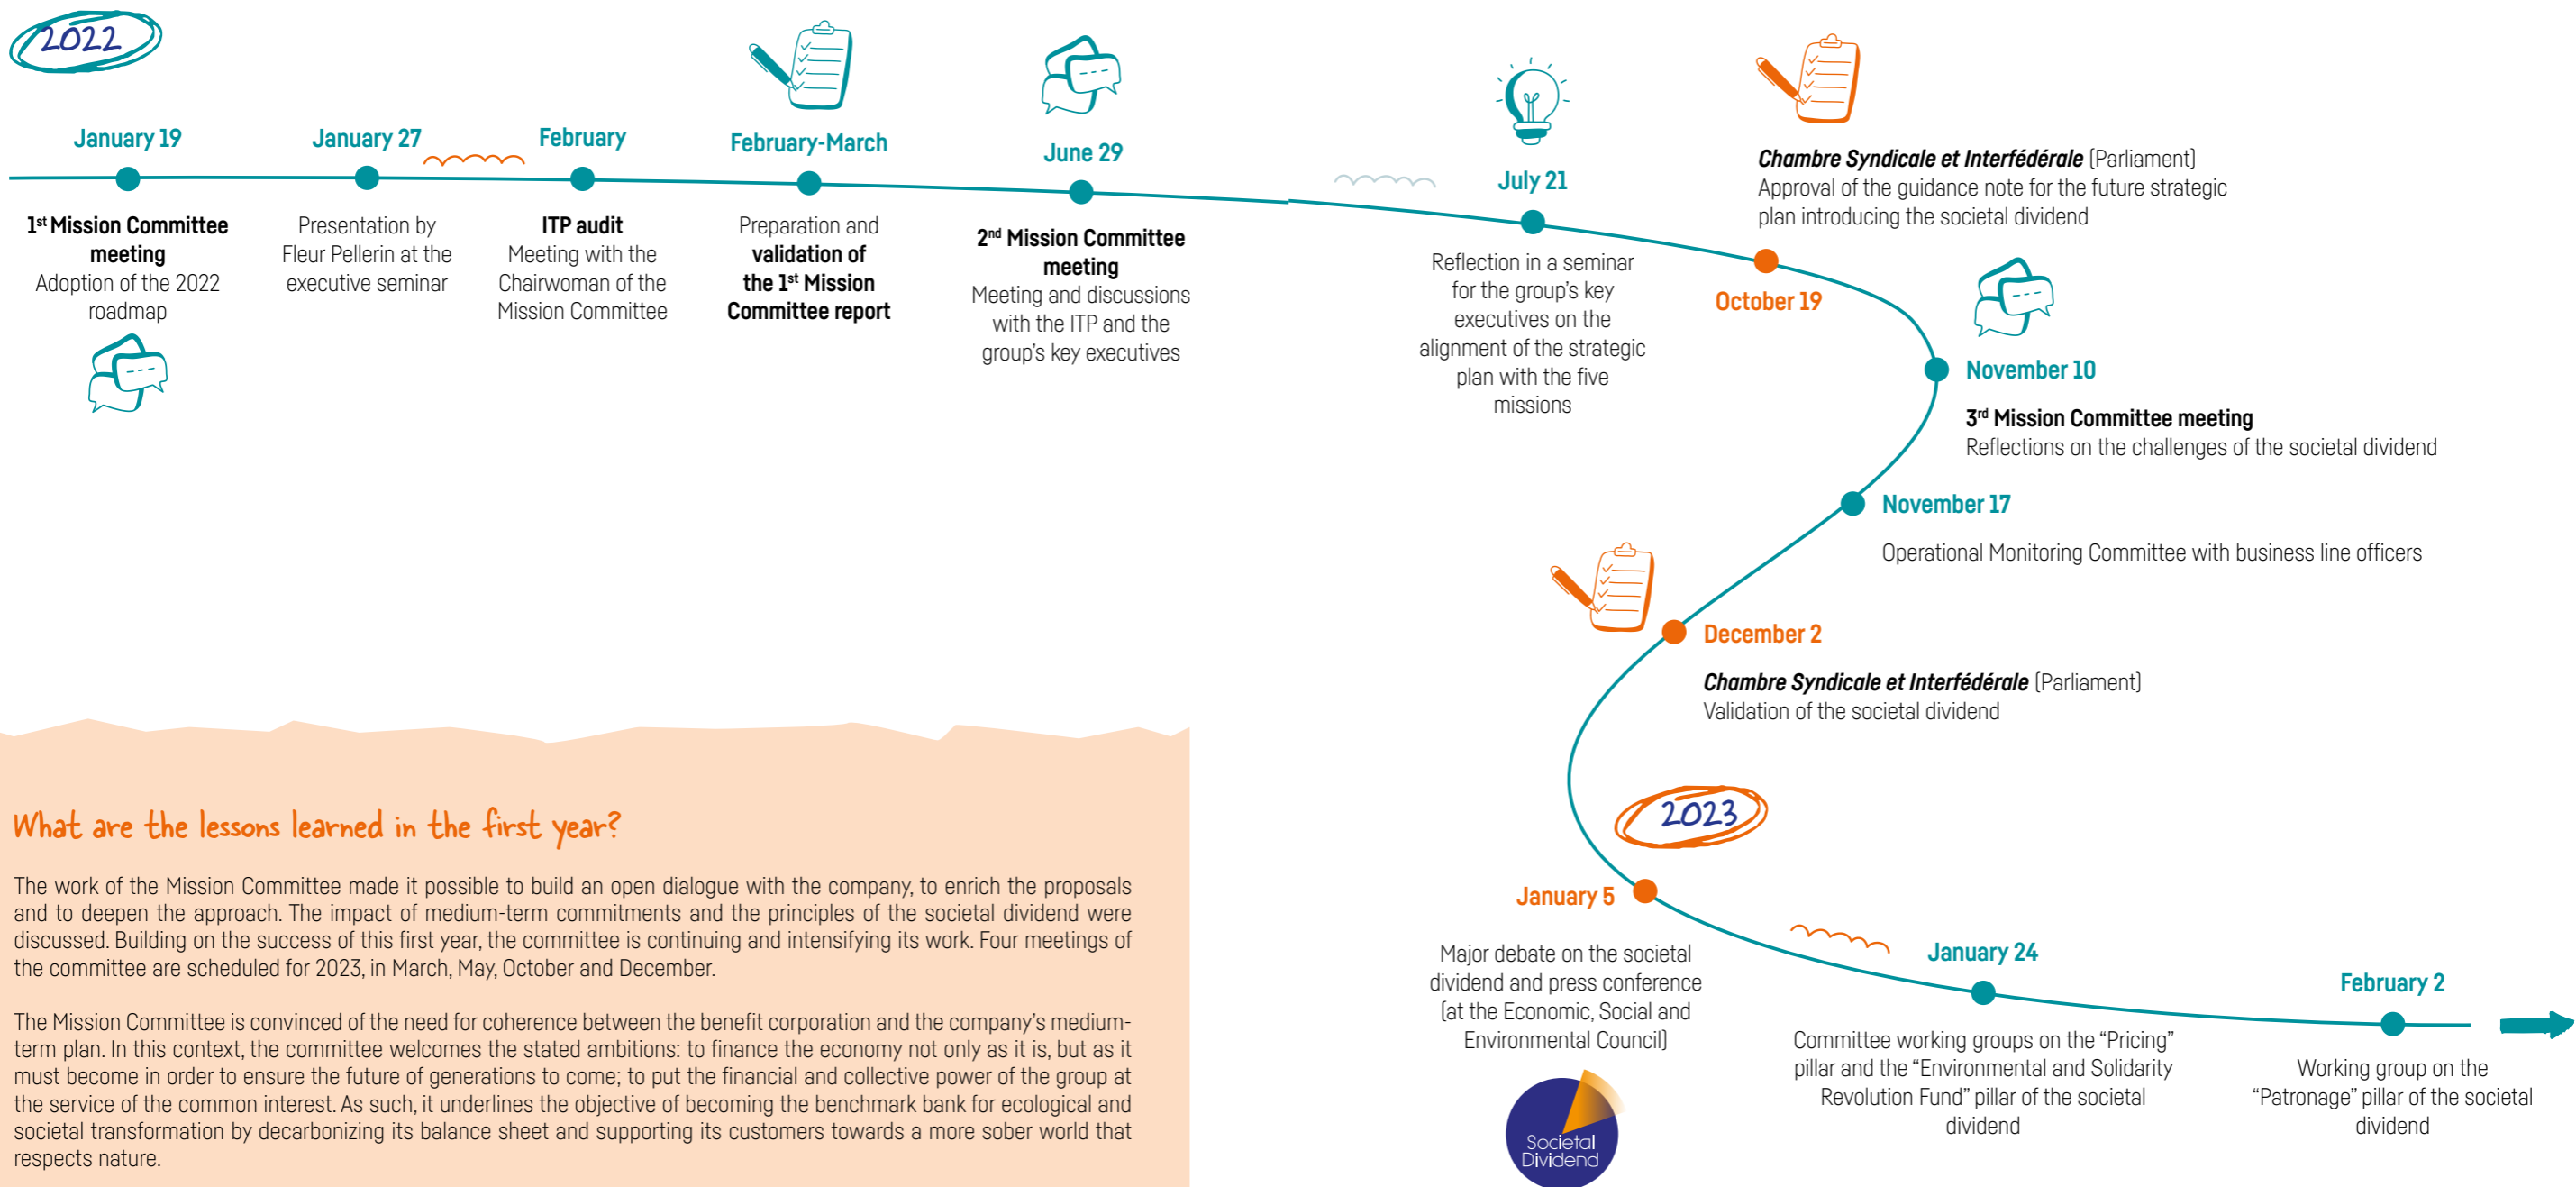 2022
January 19
1st Mission Committee
meeting
Adoption of the 2022
roadmap
January 27
Presentation by
Fleur Pellerin at the
executive seminar
February
ITP audit
Meeting with the
Chairwoman of the
Mission Committee
February-March
Preparation and
validation of
the 1st Mission
Committee report
June 29
2nd Mission Committee
meeting
Meeting and discussions
with the ITP and the
group's key executives
July 21
Reflection in a seminar
for the group's key
executives on the
alignment of the strategic
plan with the five
missions
Chambre Syndicale et Interfédérale (Parliament)
Approval of the guidance note for the future strategic
plan introducing the societal dividend
October 19
November 10
3rd Mission Committee meeting
Reflections on the challenges of the societal dividend
November 17
Operational Monitoring Committee with business line officers
December 2
Chambre Syndicale et Interfédérale (Parliament)
Validation of the societal dividend
2023
January 5
Major debate on the societal
dividend and press conference
(at the Economic, Social and
Environmental Council)
Societal
Dividend
January 24
Committee working groups on the “Pricing”
pillar and the “Environmental and Solidarity
Revolution Fund” pillar of the societal
dividend
February 2
Working group on the
“Patronage” pillar of the societal
dividend
What are the lessons learned in the first year?
The work of the Mission Committee made it possible to build an open dialogue with the company, to enrich the proposals
and to deepen the approach. The impact of medium-term commitments and the principles of the societal dividend were
discussed. Building on the success of this first year, the committee is continuing and intensifying its work. Four meetings of
the committee are scheduled for 2023, in March, May, October and December.
The Mission Committee is convinced of the need for coherence between the benefit corporation and the company's medium-
term plan. In this context, the committee welcomes the stated ambitions: to finance the economy not only as it is, but as it
must become in order to ensure the future of generations to come; to put the financial and collective power of the group at
the service of the common interest. As such, it underlines the objective of becoming the benchmark bank for ecological and
societal transformation by decarbonizing its balance sheet and supporting its customers towards a more sober world that
respects nature.